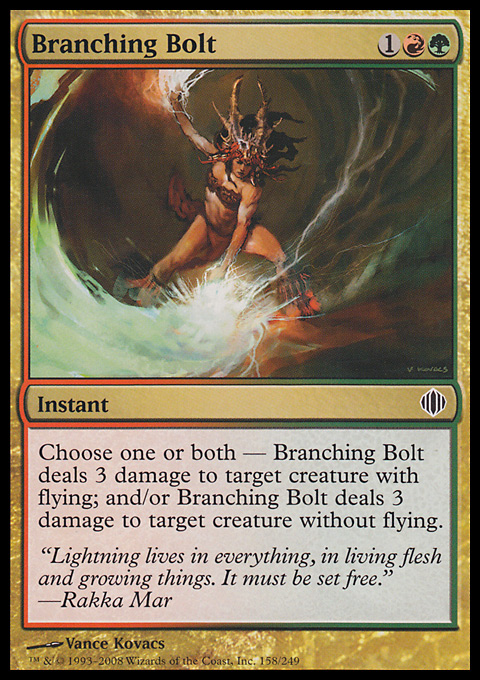 Branching Bolt 1
V KOVACS
Instant
Choose one or both — Branching Bolt
deals 3 damage to target creature with
flying; and/or Branching Bolt deals 3
damage to target creature without flying.
“Lightning lives in everything, in living flesh
and growing things. It must be set free.”
—Rakka Mar
Vance Kovacs
™ & © 1993–2008 Wizards of the Coast, Inc. 158/249